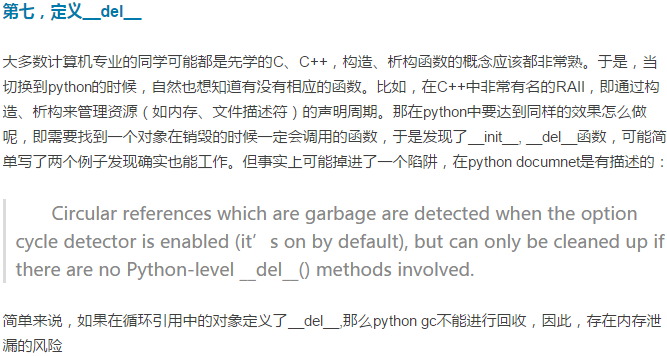 第七，定义__del__
大多数计算机专业的同学可能都是先学的C、C++，构造、析构函数的概念应该都非常熟。于是，当
切换到python的时候，自然也想知道有没有相应的函数。比如，在C++中非常有名的RAII，即通过构
造、析构来管理资源（如内存、文件描述符）的声明周期。那在python中要达到同样的效果怎么做
呢，即需要找到一个对象在销毁的时候一定会调用的函数，于是发现了__init__, __del__函数，可能简
单写了两个例子发现确实也能工作。但事实上可能掉进了一个陷阱，在python documnet是有描述的：
Circular references which are garbage are detected when the option
cycle detector is enabled (it’s on by default), but can only be cleaned up if
there are no Python-level __del__() methods involved.
简单来说，如果在循环引用中的对象定义了__del__,那么python gc不能进行回收，因此，存在内存泄
漏的风险